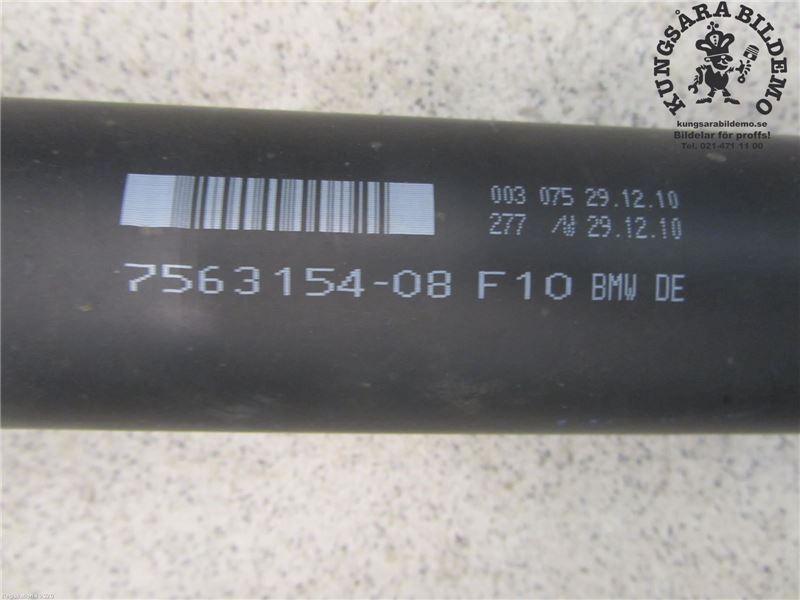 KUNGSÅRA BILDEMO
kungsarabildemo.se
Bildelar för proffs!
Tel. 021-471 11 00
003 075 29.12.10
277 /W 29.12.10
7563154-08 F10 BMW DE